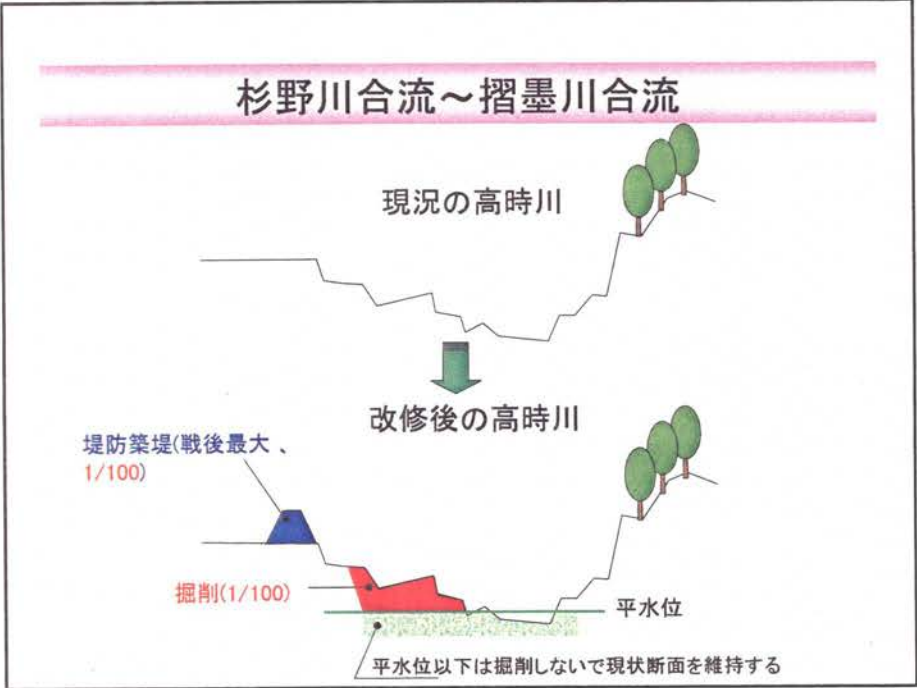 杉野川合流～摺墨川合流
現況の高時川
改修後の高時川
堤防築堤(戦後最大、
1/100)
掘削(1/100)
平水位
平水位以下は掘削しないで現状断面を維持する